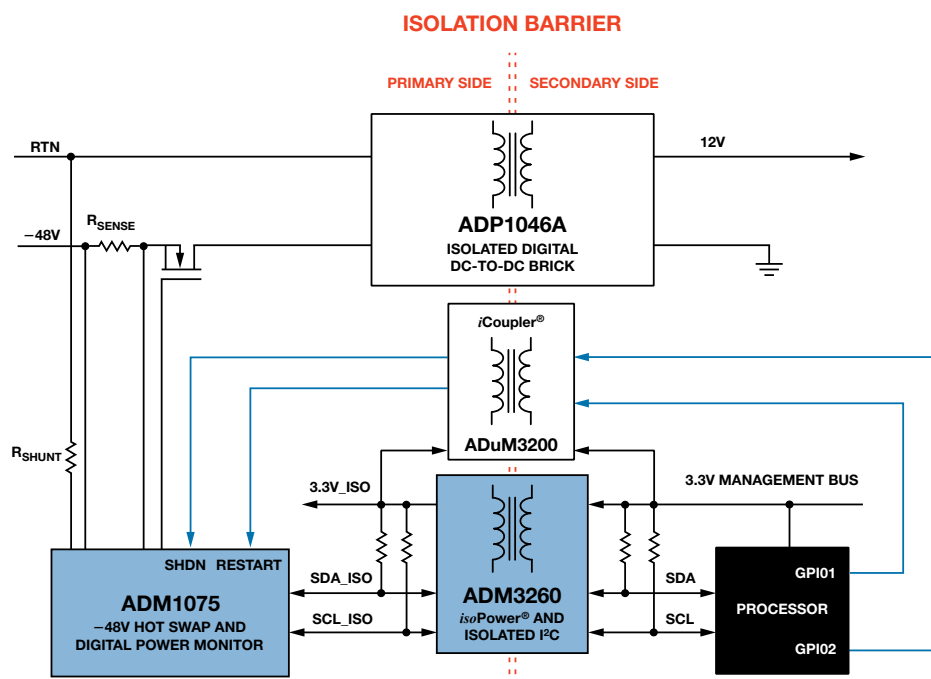 ISOLATION BARRIER
PRIMARY SIDE
SECONDARY SIDE
RTN
12V
RSENSE
−48V
ADP1046A
ISOLATED DIGITAL
DC-TO-DC BRICK
iCoupler®
ADuM3200
RSHUNT
3.3V_ISO
3.3V MANAGEMENT BUS
SHDN RESTART
ADM1075
−48V HOT SWAP AND
DIGITAL POWER MONITOR
SDA_ISO
SCL_ISO
ADM3260
isoPower® AND
ISOLATED I²C
SDA
SCL
GPI01
PROCESSOR
GPI02